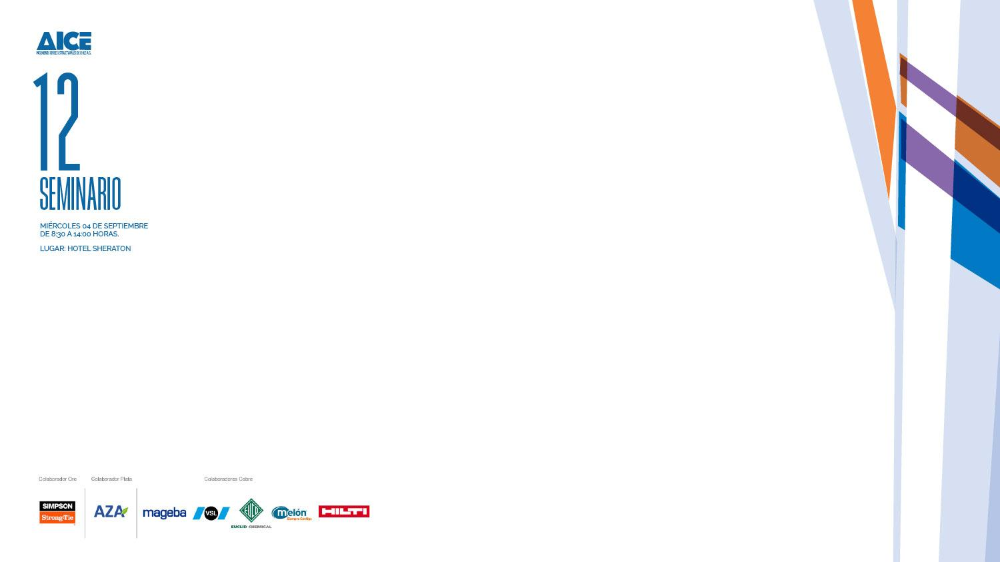 AICE
INGENIEROS CIVILES ESTRUCTURALES DE CHILE A.G.
12
SEMINARIO
MIÉRCOLES 04 DE SEPTIEMBRE
DE 8:30 A 14:00 HORAS.
LUGAR: HOTEL SHERATON
Colaborador Oro
Colaborador Plata
Colaboradores Cobre
SIMPSON
Strong-Tie
AZA
mageba
VSL
EUCO
EUCLID CHEMICAL
melón
Siempre Contigo
HILTI